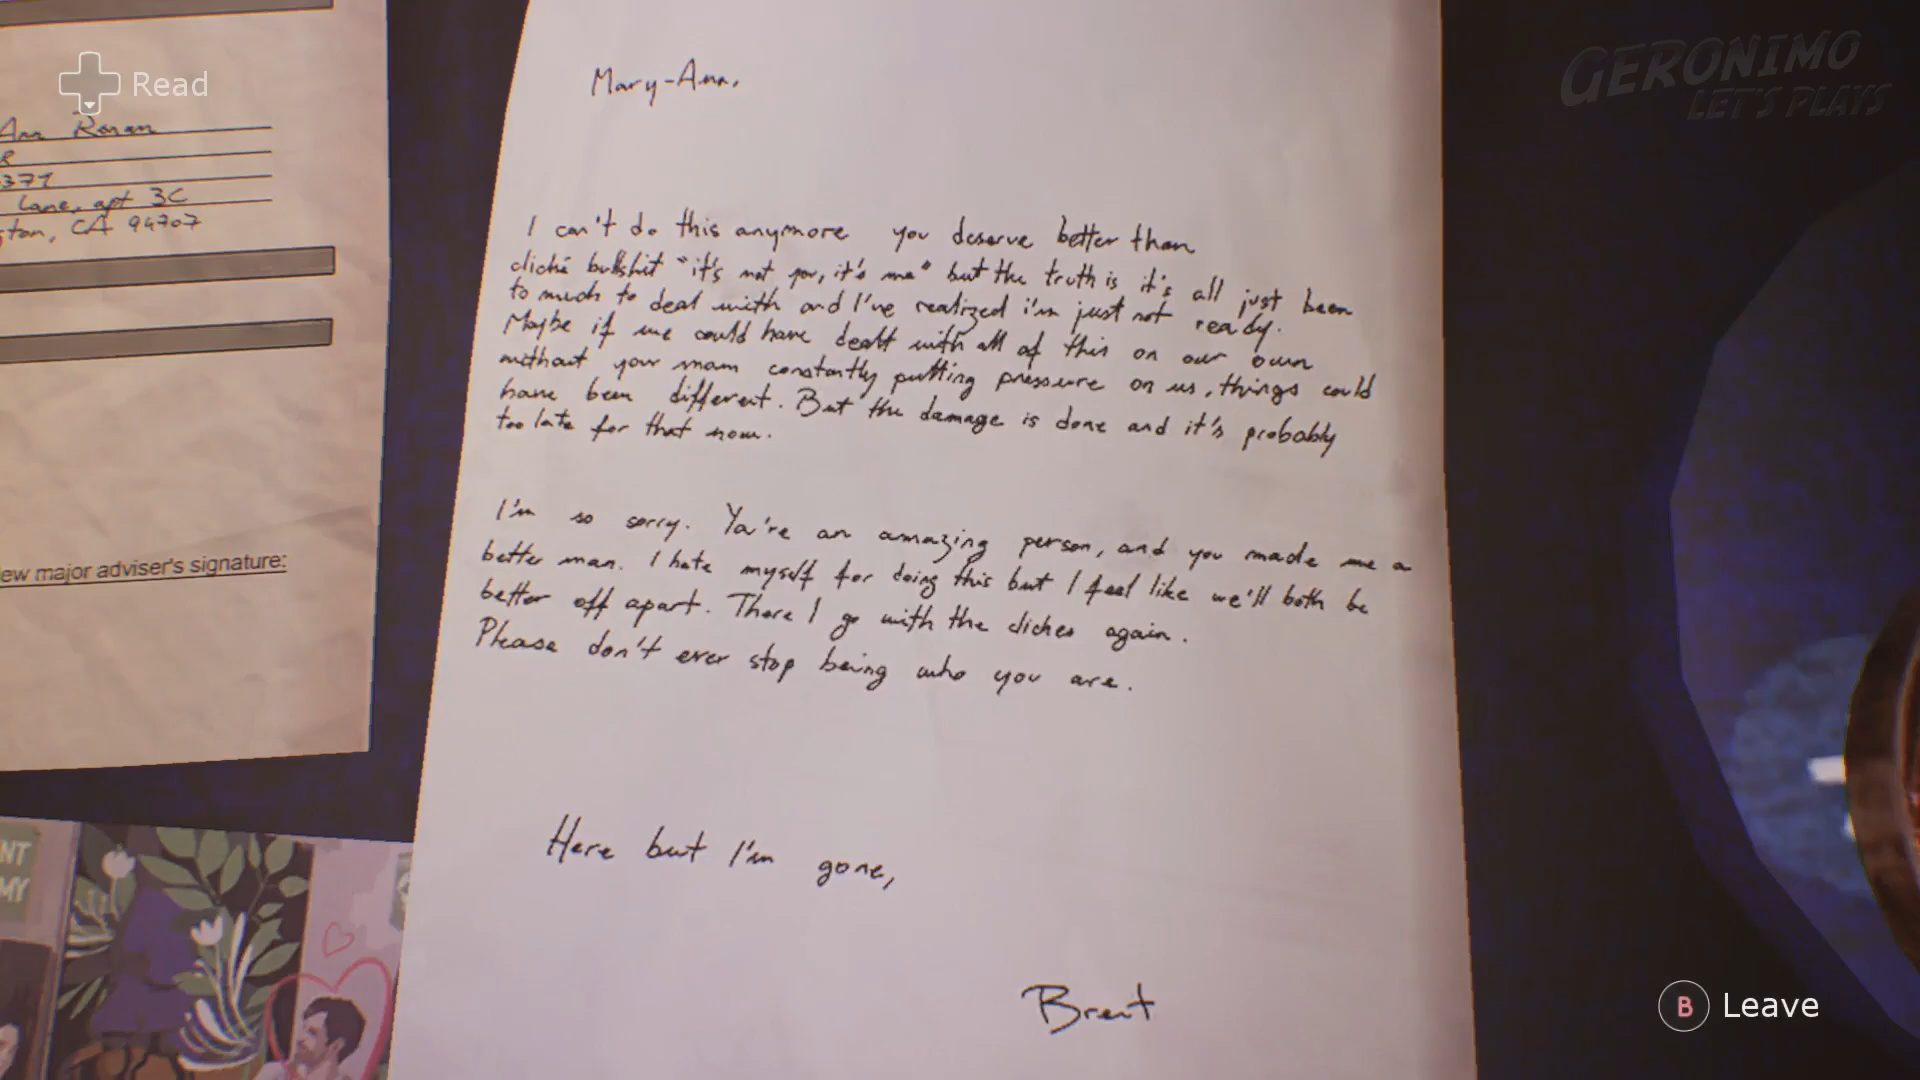 GERONIMO
LET'S PLAYS
Read
Ann Ronan
R
371
Lane, apt 3C
ton, CA 94707
ew major adviser's signature:
NT
MY
Mary-Ann,
I can't do this anymore you deserve better than
cliché bullshit "it's not you, it's me" but the truth is it's all just been
to much to deal with and I've realized i'm just not ready.
Maybe if we could have dealt with all of this on our own
without your mom constantly putting pressure on us, things could
have been different. But the damage is done and it's probably
too late for that now.
I'm so sorry. You're an amazing person, and you made me a
better man. I hate myself for doing this but I feel like we'll both be
better off apart. There I go with the cliches again.
Please don't ever stop being who you are.
Here but I'm gone,
Brent
B Leave